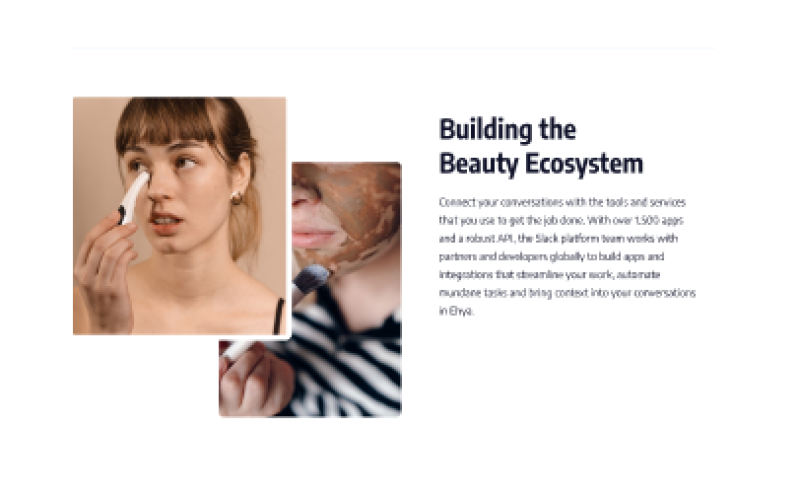 Building the
Beauty Ecosystem
Connect your conversations with the tools and services
that you use to get the job done. With over 1,500 apps
and a robust API, the Slack platform team works with
partners and developers globally to build apps and
integrations that streamline your work, automate
mundane tasks and bring context into your conversations
in Ehya.